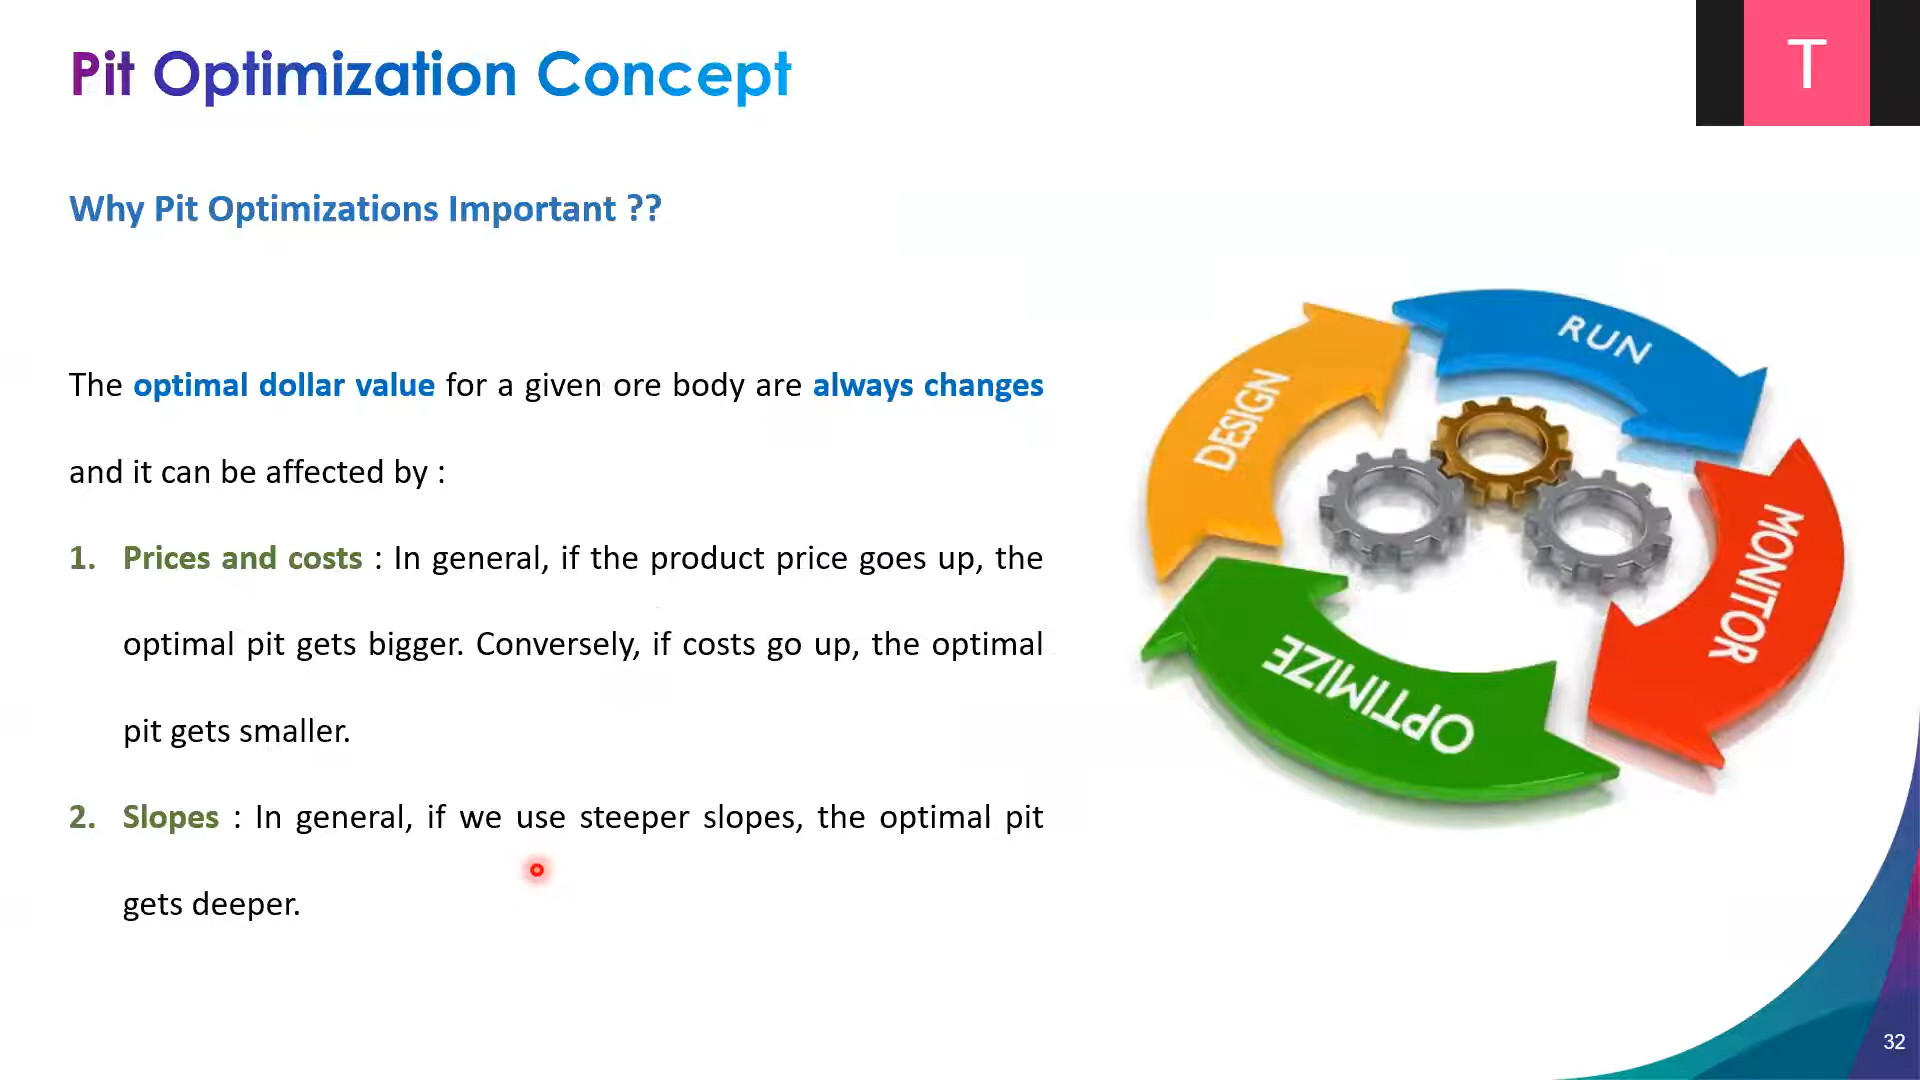 Pit Optimization Concept
T
Why Pit Optimizations Important ??
The optimal dollar value for a given ore body are always changes
and it can be affected by :
1. Prices and costs : In general, if the product price goes up, the
optimal pit gets bigger. Conversely, if costs go up, the optimal
pit gets smaller.
2. Slopes : In general, if we use steeper slopes, the optimal pit
gets deeper.
DESIGN
RUN
MONITOR
OPTIMIZE
32